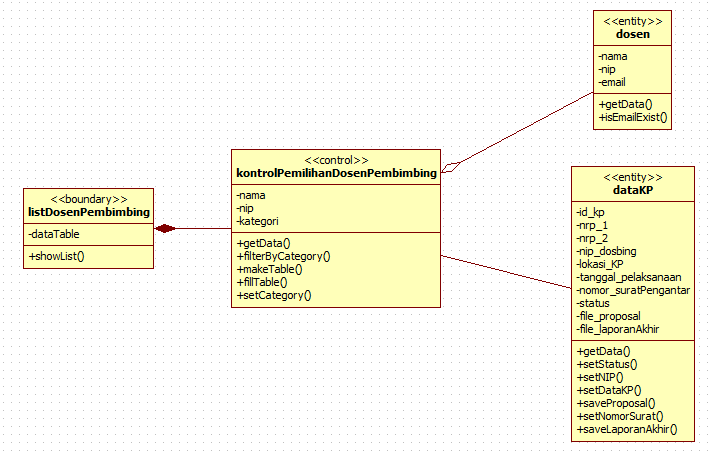 <<entity>>
dosen
-nama
-nip
-email
+getData()
+isEmailExist()
<<control>>
kontrolPemilihanDosenPembimbing
-nama
-nip
-kategori
+getData()
+filterByCategory()
+makeTable()
+fillTable()
+setCategory()
<<boundary>>
listDosenPembimbing
-dataTable
+showList()
<<entity>>
dataKP
-id_kp
-nrp_1
-nrp_2
-nip_dosbing
-lokasi_KP
-tanggal_pelaksanaan
-nomor_suratPengantar
-status
-file_proposal
-file_laporanAkhir
+getData()
+setStatus()
+setNIP()
+setDataKP()
+saveProposal()
+setNomorSurat()
+saveLaporanAkhir()